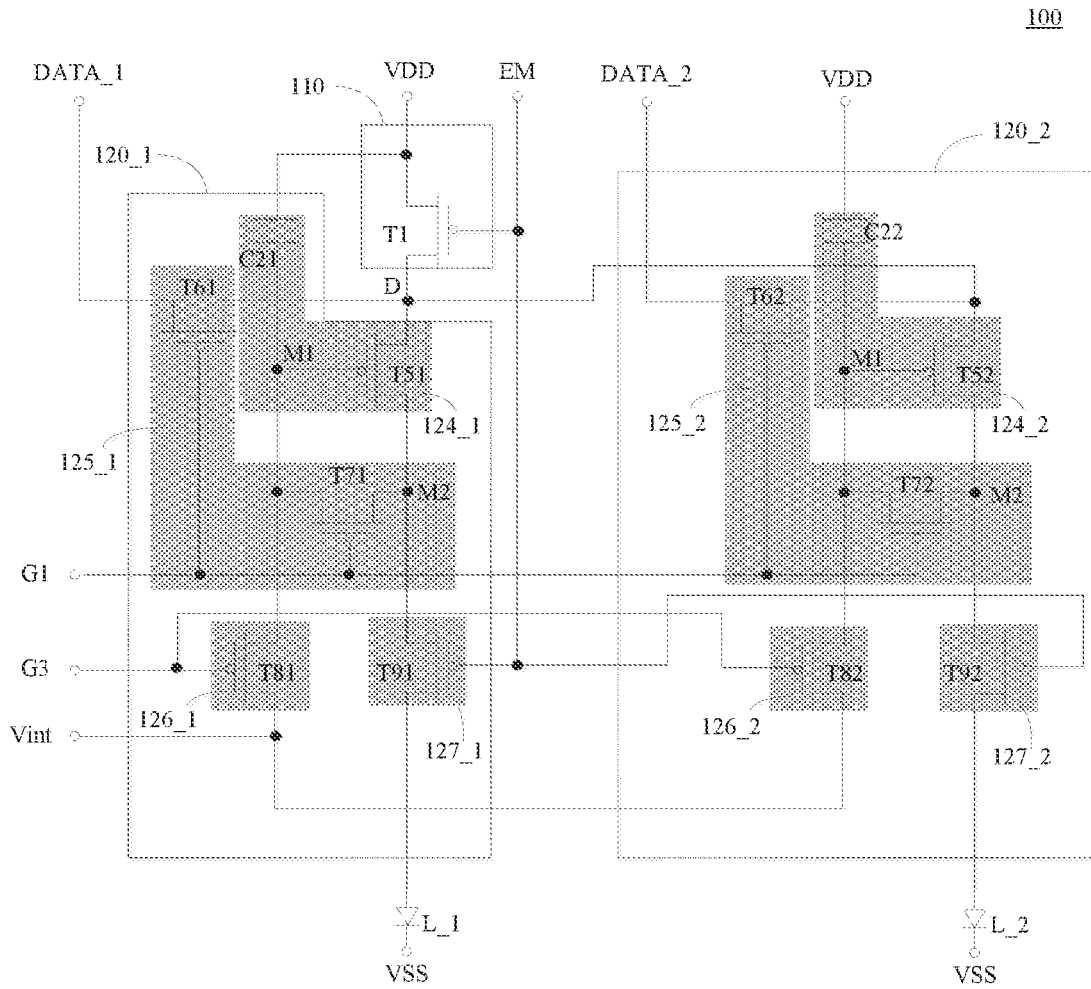 100
DATA_1
VDD
EM
DATA_2
VDD
110
120_1
120_2
T1
C21
C22
T61
D
T62
M1
T51
M1
T52
124_1
125_2
124_2
125_1
T71
M2
T72
M2
G1
G3
T81
T91
T82
T92
126_1
Vint
127_1
126_2
127_2
L_1
L_2
VSS
VSS